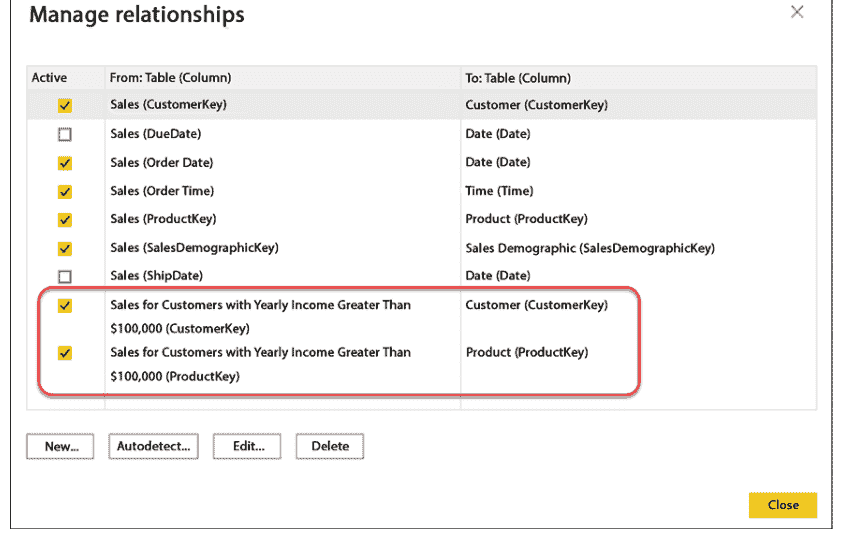 Manage relationships
Active From: Table (Column) To: Table (Column)
Sales (CustomerKey) Customer (CustomerKey)
Sales (DueDate) Date (Date)
Sales (Order Date) Date (Date)
Sales (Order Time) Time (Time)
Sales (ProductKey) Product (ProductKey)
Sales (SalesDemographicKey) Sales Demographic (SalesDemographicKey)
Sales (ShipDate) Date (Date)
Sales for Customers with Yearly Income Greater Than Customer (CustomerKey)
$100,000 (CustomerKey)
Sales for Customers with Yearly Income Greater Than Product (ProductKey)
$100,000 (ProductKey)
New... Autodetect... Edit... Delete
Close